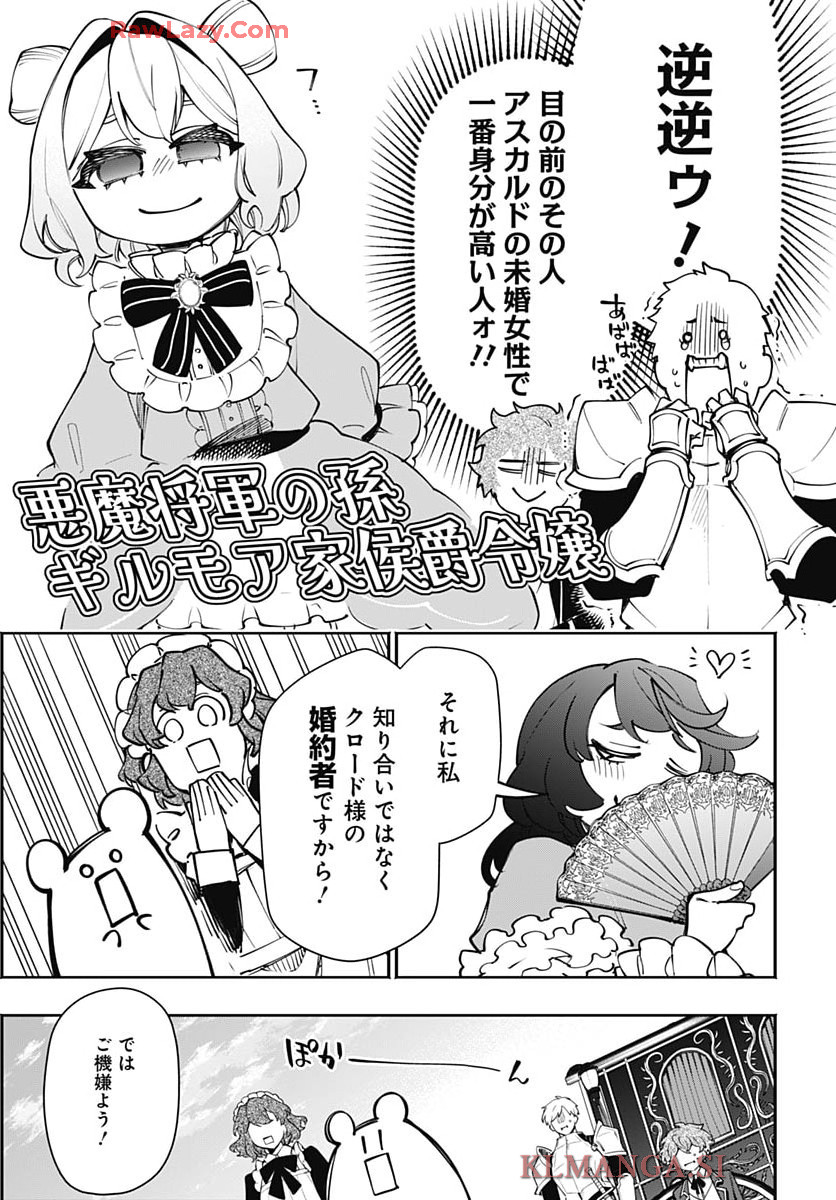 RawLazy.Com
逆逆ゥ！
目の前のその人
アスカルドの未婚女性で
一番身分が高い人ォ!!
フ…
あばばば
ばば
悪魔将軍の孫
ギルモア家侯爵令嬢
それに私
知り合いではなく
クロード様の
婚約者ですから！
ぽかーん
では
ご機嫌よう！
KLMANGA.SI